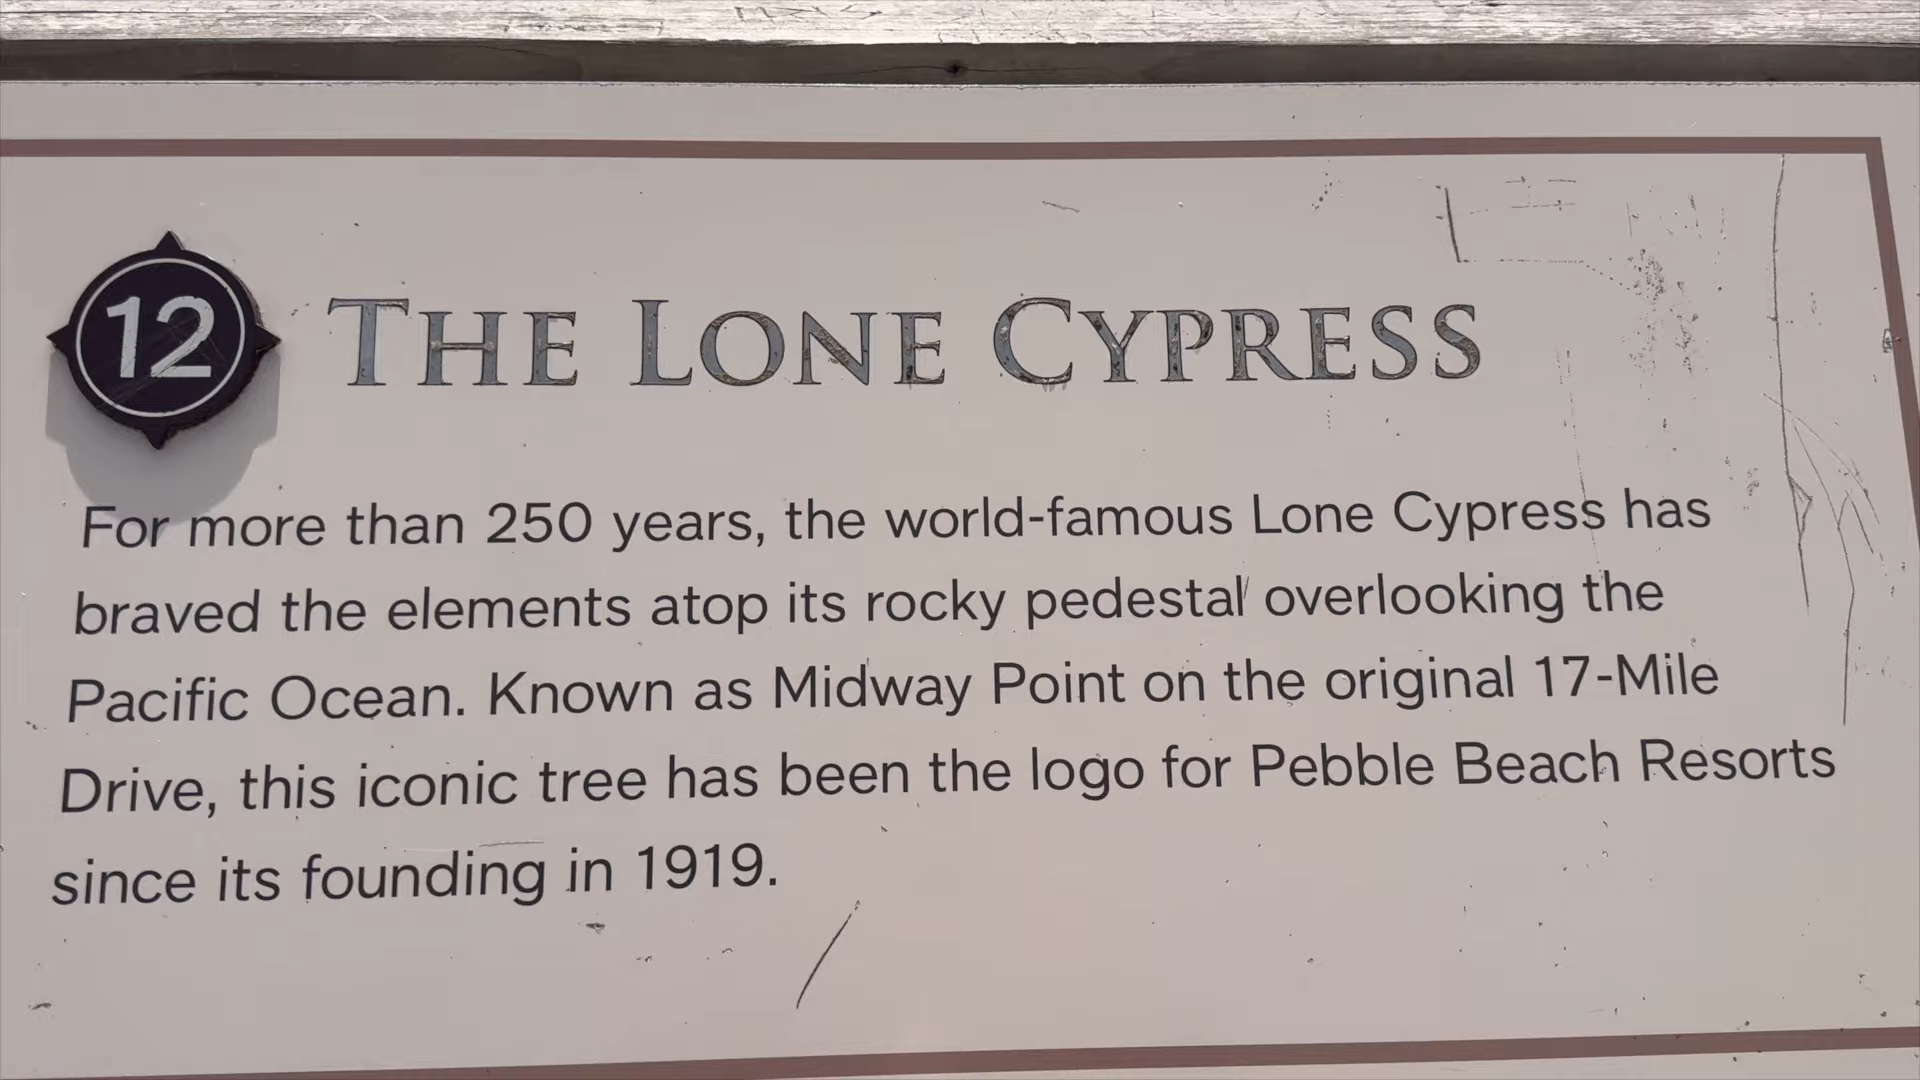 12
THE LONE CYPRESS
For more than 250 years, the world-famous Lone Cypress has
braved the elements atop its rocky pedestal overlooking the
Pacific Ocean. Known as Midway Point on the original 17-Mile
Drive, this iconic tree has been the logo for Pebble Beach Resorts
since its founding in 1919.